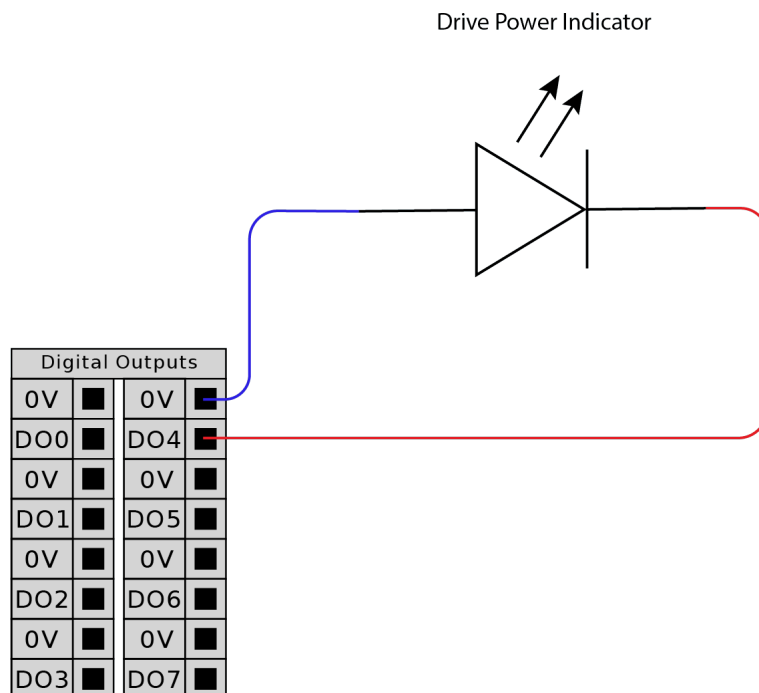 Drive Power Indicator
Digital Outputs
0V 0V
DO0 DO4
0V 0V
DO1 DO5
0V 0V
DO2 DO6
0V 0V
DO3 DO7